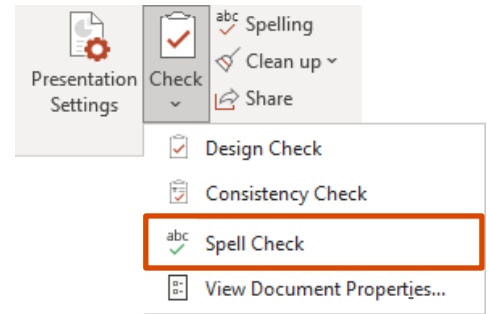 Presentation
Settings
Check
abc Spelling
Clean up
Share
Design Check
Consistency Check
abc Spell Check
View Document Properties...